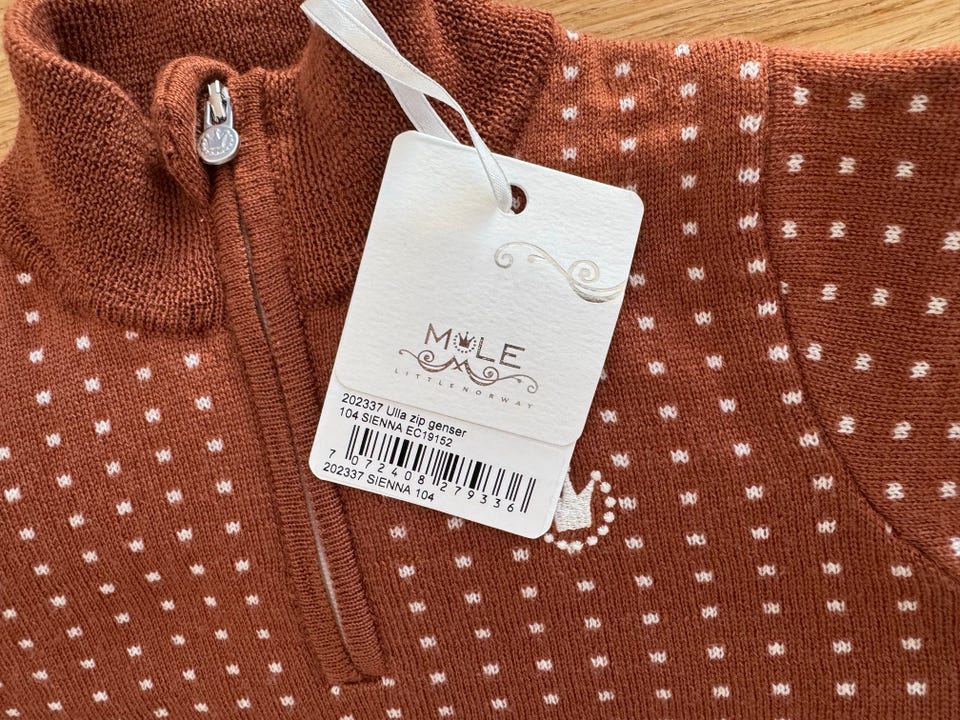 MOLE
LITTLENORWAY
202337 Ulla zip genser
104 SIENNA EC19152
7 072408 279336
202337 SIENNA 104